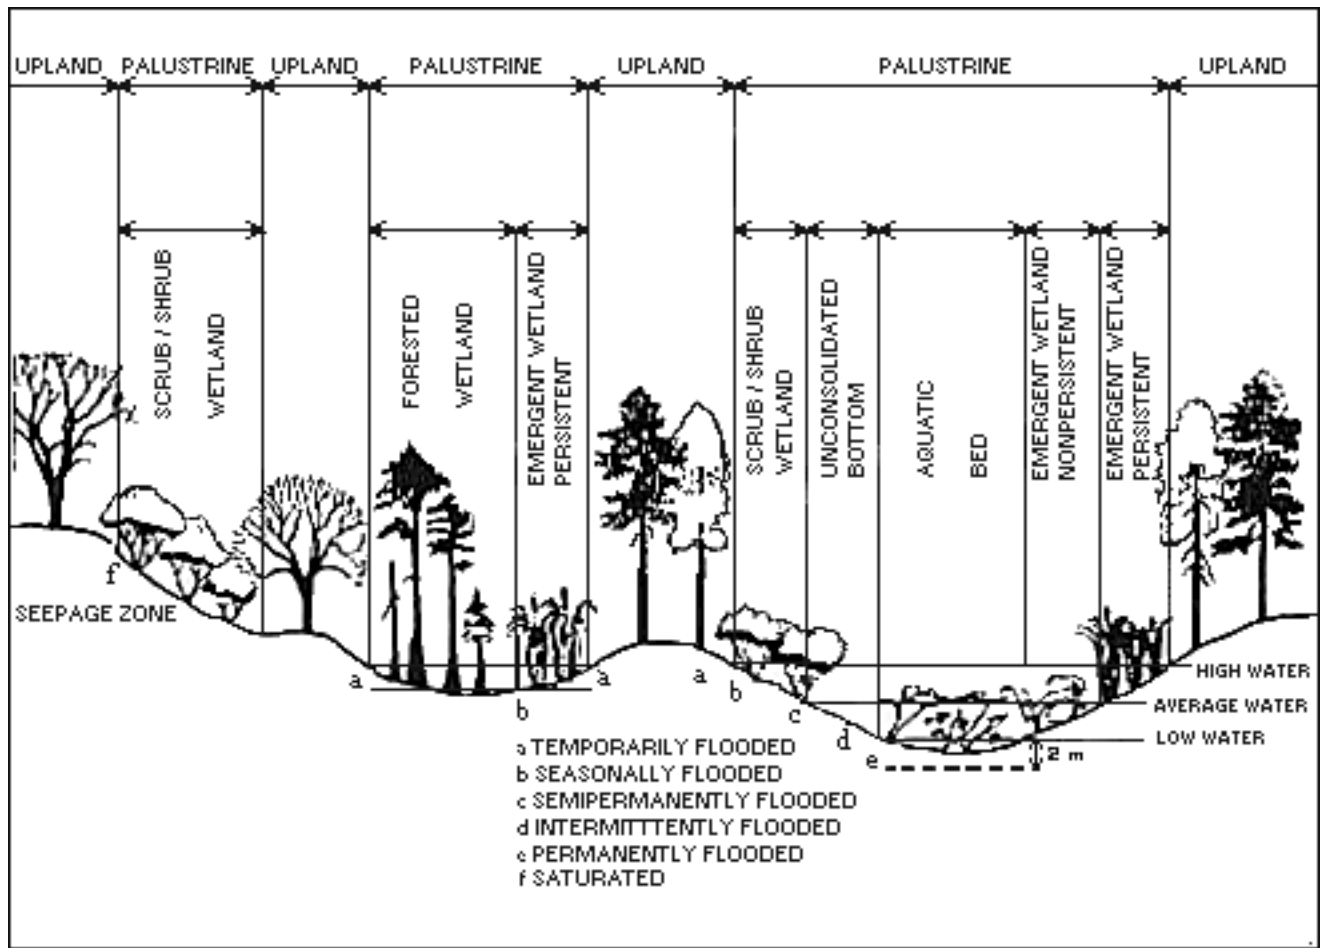 UPLAND PALUSTRINE UPLAND PALUSTRINE UPLAND PALUSTRINE UPLAND
SCRUB / SHRUB
WETLAND
FORESTED
WETLAND
EMERGENT WETLAND
PERSISTENT
SCRUB / SHRUB
WETLAND
UNCONSOLIDATED
BOTTOM
AQUATIC
BED
EMERGENT WETLAND
NONPERSISTENT
EMERGENT WETLAND
PERSISTENT
f
SEEPAGE ZONE
a
b
a
a
b
c
d
e
HIGH WATER
AVERAGE WATER
LOW WATER
2 m
a TEMPORARILY FLOODED
b SEASONALLY FLOODED
c SEMIPERMANENTLY FLOODED
d INTERMITTTENTLY FLOODED
e PERMANENTLY FLOODED
f SATURATED